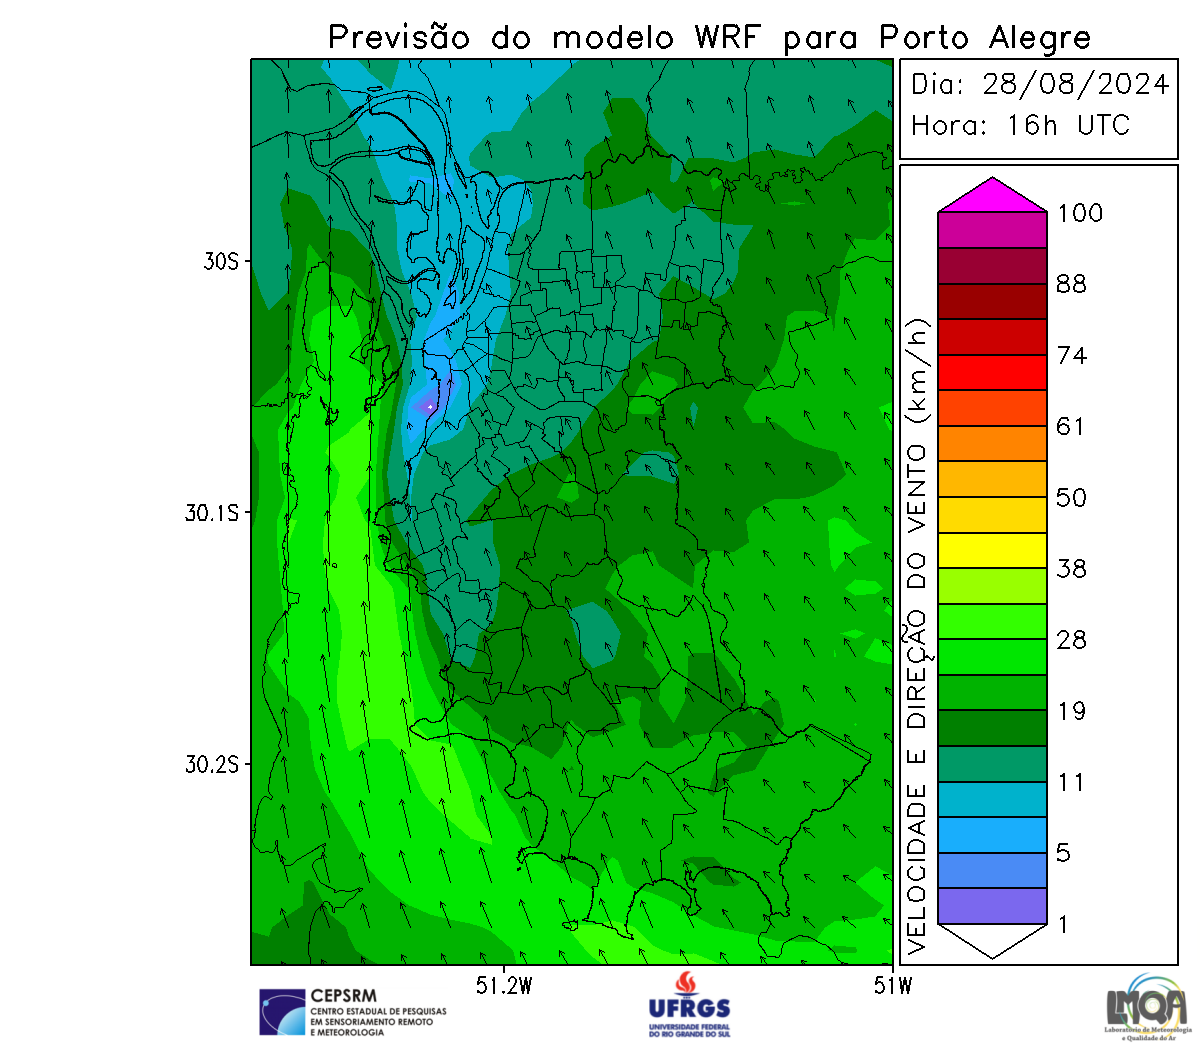 Previsão do modelo WRF para Porto Alegre
Dia: 28/08/2024
Hora: 16h UTC
30S
30.1S
30.2S
51.2W
51W
VELOCIDADE E DIREÇÃO DO VENTO (km/h)
100
88
74
61
50
38
28
19
11
5
1
CEPSRM
CENTRO ESTADUAL DE PESQUISAS
EM SENSORIAMENTO REMOTO
E METEOROLOGIA
UFRGS
UNIVERSIDADE FEDERAL
DO RIO GRANDE DO SUL
LMQA
Laboratório de Meteorologia
e Qualidade do Ar